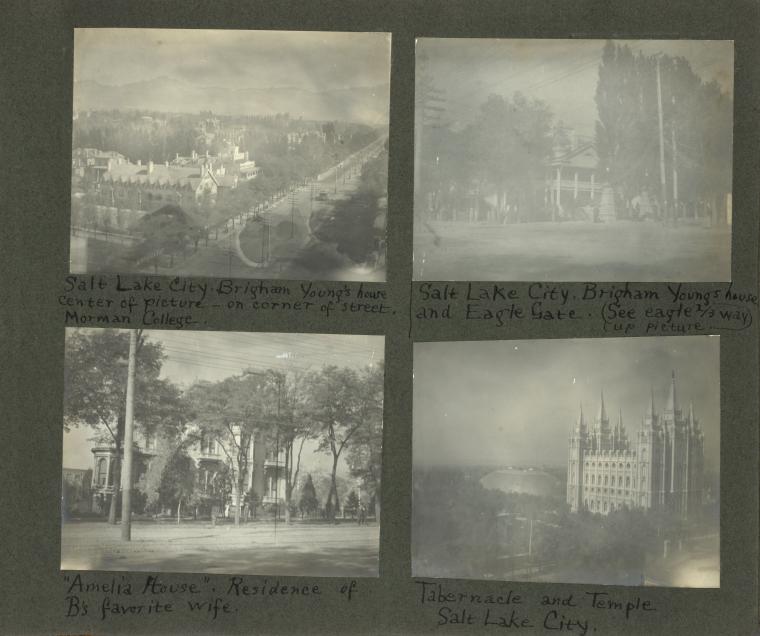 Salt Lake City. Brigham Young's house
center of picture - on corner of street.
Morman College.
Salt Lake City. Brigham Young's house
and Eagle Gate. (See eagle 2/3 way)
(up picture
"Amelia House". Residence of
B's favorite wife.
Tabernacle and Temple
Salt Lake City.